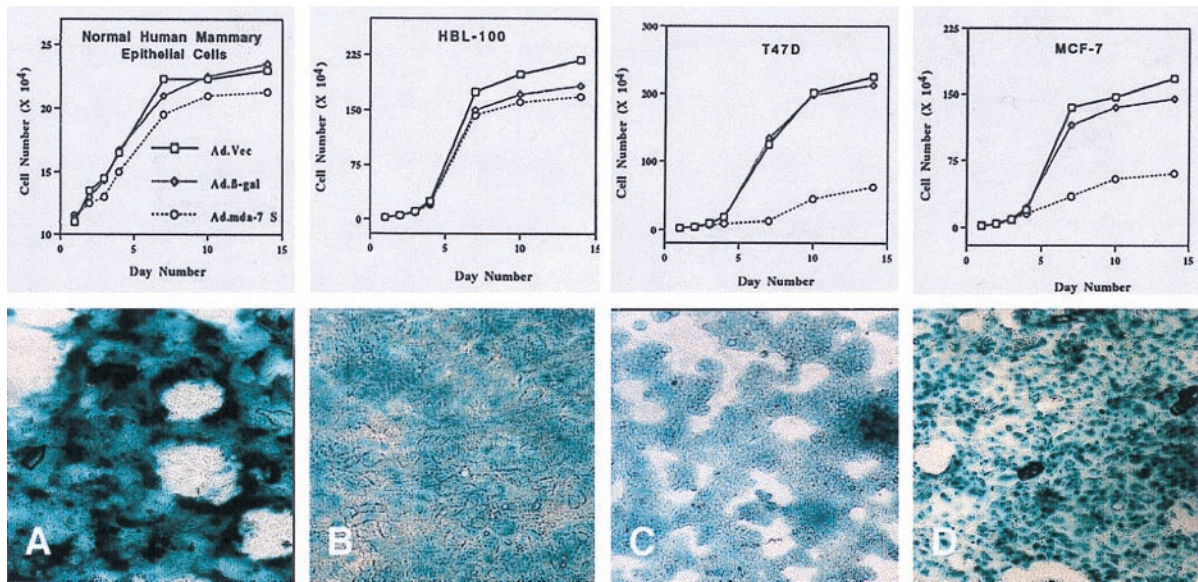 Normal Human Mammary
Epithelial Cells
Cell Number (X 10⁴)
25
20
15
10
Ad.Vec
Ad.ß-gal
Ad.mda-7 S
0
5
10
15
Day Number
HBL-100
Cell Number (X 10⁴)
225
150
75
0
0
5
10
15
Day Number
T47D
Cell Number (X 10⁴)
300
200
100
0
0
5
10
15
Day Number
MCF-7
Cell Number (X 10⁴)
225
150
75
0
0
5
10
15
Day Number
A
B
C
D